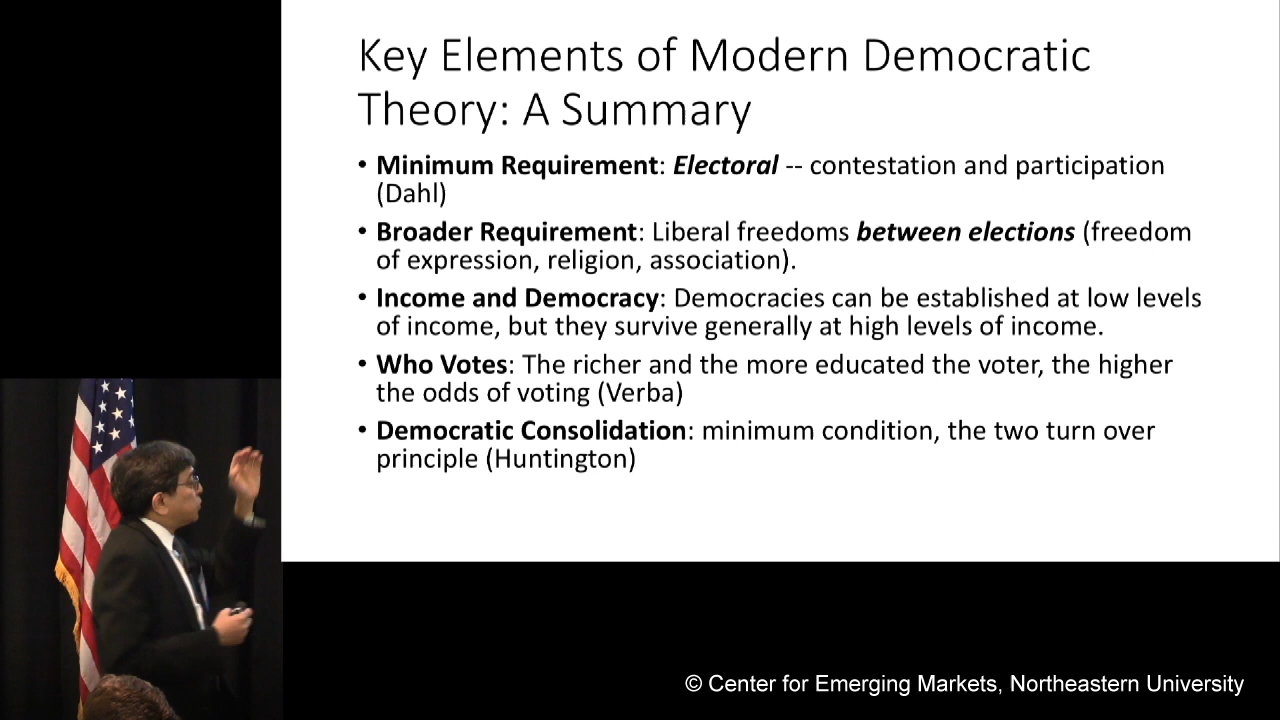 Key Elements of Modern Democratic
Theory: A Summary
• Minimum Requirement: Electoral -- contestation and participation
(Dahl)
• Broader Requirement: Liberal freedoms between elections (freedom
of expression, religion, association).
• Income and Democracy: Democracies can be established at low levels
of income, but they survive generally at high levels of income.
• Who Votes: The richer and the more educated the voter, the higher
the odds of voting (Verba)
• Democratic Consolidation: minimum condition, the two turn over
principle (Huntington)
© Center for Emerging Markets, Northeastern University